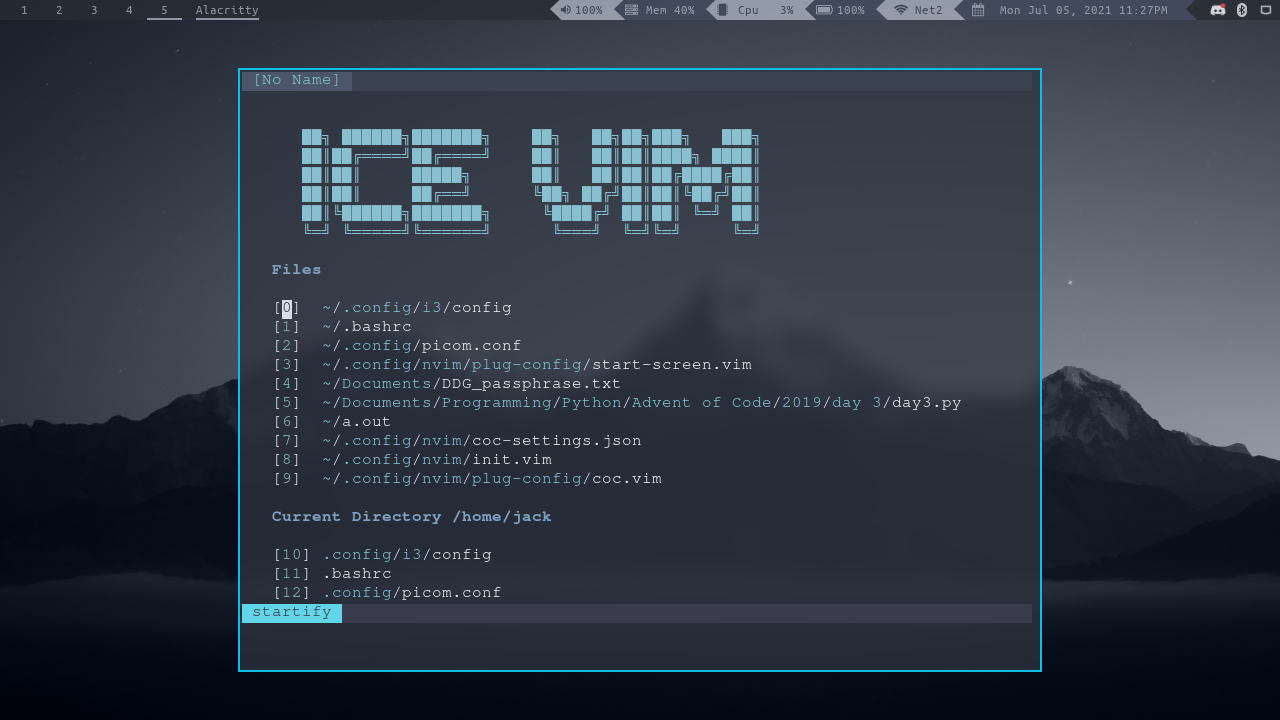 1 2 3 4 5 Alacritty 100% Mem 40% Cpu 3% 100% Net2 Mon Jul 05, 2021 11:27PM
[No Name]
ICE VIM
Files
[0] ~/.config/i3/config
[1] ~/.bashrc
[2] ~/.config/picom.conf
[3] ~/.config/nvim/plug-config/start-screen.vim
[4] ~/Documents/DDG_passphrase.txt
[5] ~/Documents/Programming/Python/Advent of Code/2019/day 3/day3.py
[6] ~/a.out
[7] ~/.config/nvim/coc-settings.json
[8] ~/.config/nvim/init.vim
[9] ~/.config/nvim/plug-config/coc.vim
Current Directory /home/jack
[10] .config/i3/config
[11] .bashrc
[12] .config/picom.conf
startify